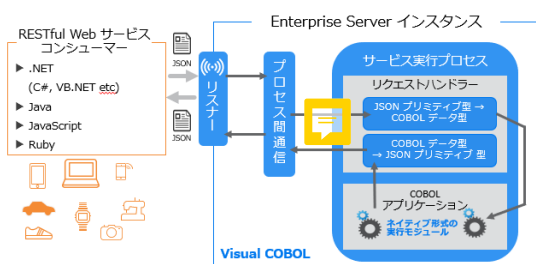 Enterprise Server インスタンス
RESTful Web サービス
コンシューマー
▶ .NET
(C#, VB.NET etc)
▶ Java
▶ JavaScript
▶ Ruby
JSON
JSON
リスナー
プロセス間通信
サービス実行プロセス
リクエストハンドラー
JSON プリミティブ型 →
COBOL データ型
COBOL データ型
→ JSON プリミティブ 型
COBOL
アプリケーション
ネイティブ形式の
実行モジュール
Visual COBOL